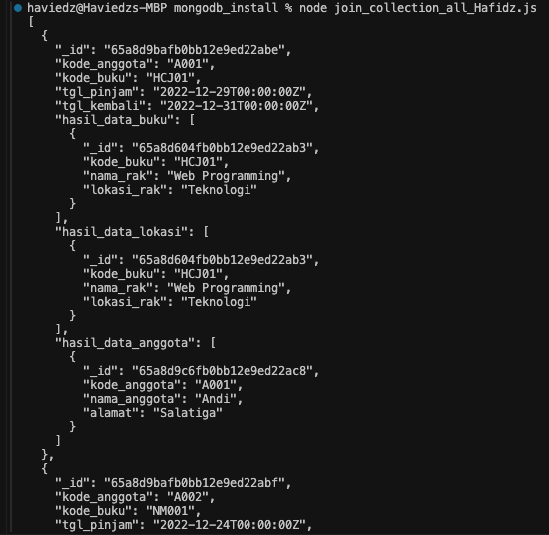 haviedz@Haviedzs-MBP mongodb_install % node join_collection_all_Hafidz.js
[
  {
    "_id": "65a8d9bafb0bb12e9ed22abe",
    "kode_anggota": "A001",
    "kode_buku": "HCJ01",
    "tgl_pinjam": "2022-12-29T00:00:00Z",
    "tgl_kembali": "2022-12-31T00:00:00Z",
    "hasil_data_buku": [
      {
        "_id": "65a8d604fb0bb12e9ed22ab3",
        "kode_buku": "HCJ01",
        "nama_rak": "Web Programming",
        "lokasi_rak": "Teknologi"
      }
    ],
    "hasil_data_lokasi": [
      {
        "_id": "65a8d604fb0bb12e9ed22ab3",
        "kode_buku": "HCJ01",
        "nama_rak": "Web Programming",
        "lokasi_rak": "Teknologi"
      }
    ],
    "hasil_data_anggota": [
      {
        "_id": "65a8d9c6fb0bb12e9ed22ac8",
        "kode_anggota": "A001",
        "nama_anggota": "Andi",
        "alamat": "Salatiga"
      }
    ]
  },
  {
    "_id": "65a8d9bafb0bb12e9ed22abf",
    "kode_anggota": "A002",
    "kode_buku": "NM001",
    "tgl_pinjam": "2022-12-24T00:00:00Z",